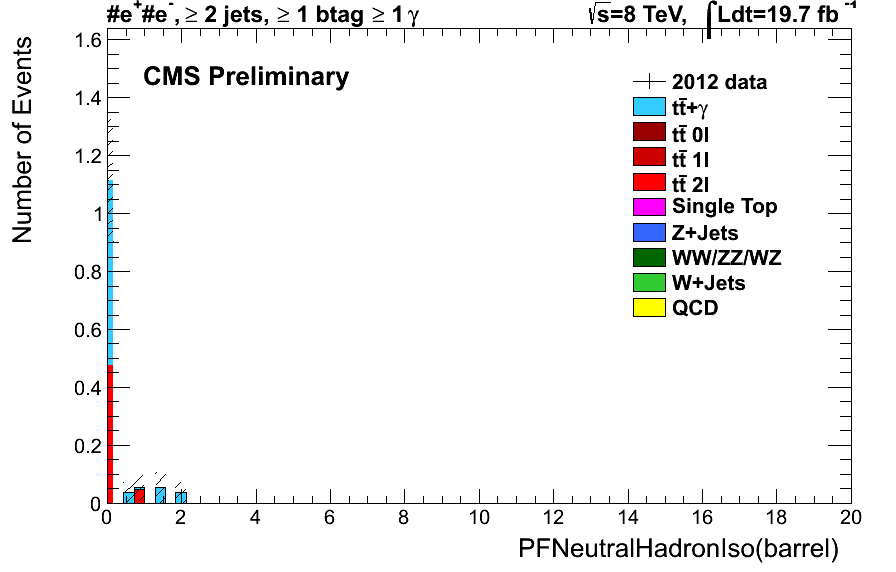 #e⁺#e⁻, ≥ 2 jets, ≥ 1 btag ≥ 1 γ
√s=8 TeV, ∫Ldt=19.7 fb⁻¹
CMS Preliminary
Number of Events
1.6
1.4
1.2
1
0.8
0.6
0.4
0.2
0
2012 data
tt̄+γ
tt̄ 0l
tt̄ 1l
tt̄ 2l
Single Top
Z+Jets
WW/ZZ/WZ
W+Jets
QCD
0 2 4 6 8 10 12 14 16 18 20
PFNeutralHadronIso(barrel)